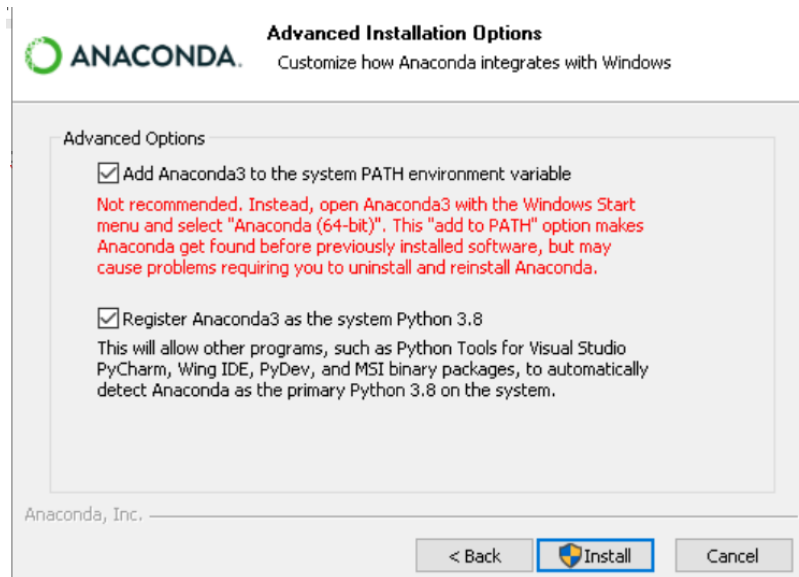 Advanced Installation Options
ANACONDA.
Customize how Anaconda integrates with Windows
Advanced Options
Add Anaconda3 to the system PATH environment variable
Not recommended. Instead, open Anaconda3 with the Windows Start
menu and select "Anaconda (64-bit)". This "add to PATH" option makes
Anaconda get found before previously installed software, but may
cause problems requiring you to uninstall and reinstall Anaconda.
Register Anaconda3 as the system Python 3.8
This will allow other programs, such as Python Tools for Visual Studio
PyCharm, Wing IDE, PyDev, and MSI binary packages, to automatically
detect Anaconda as the primary Python 3.8 on the system.
Anaconda, Inc.
< Back
Install
Cancel